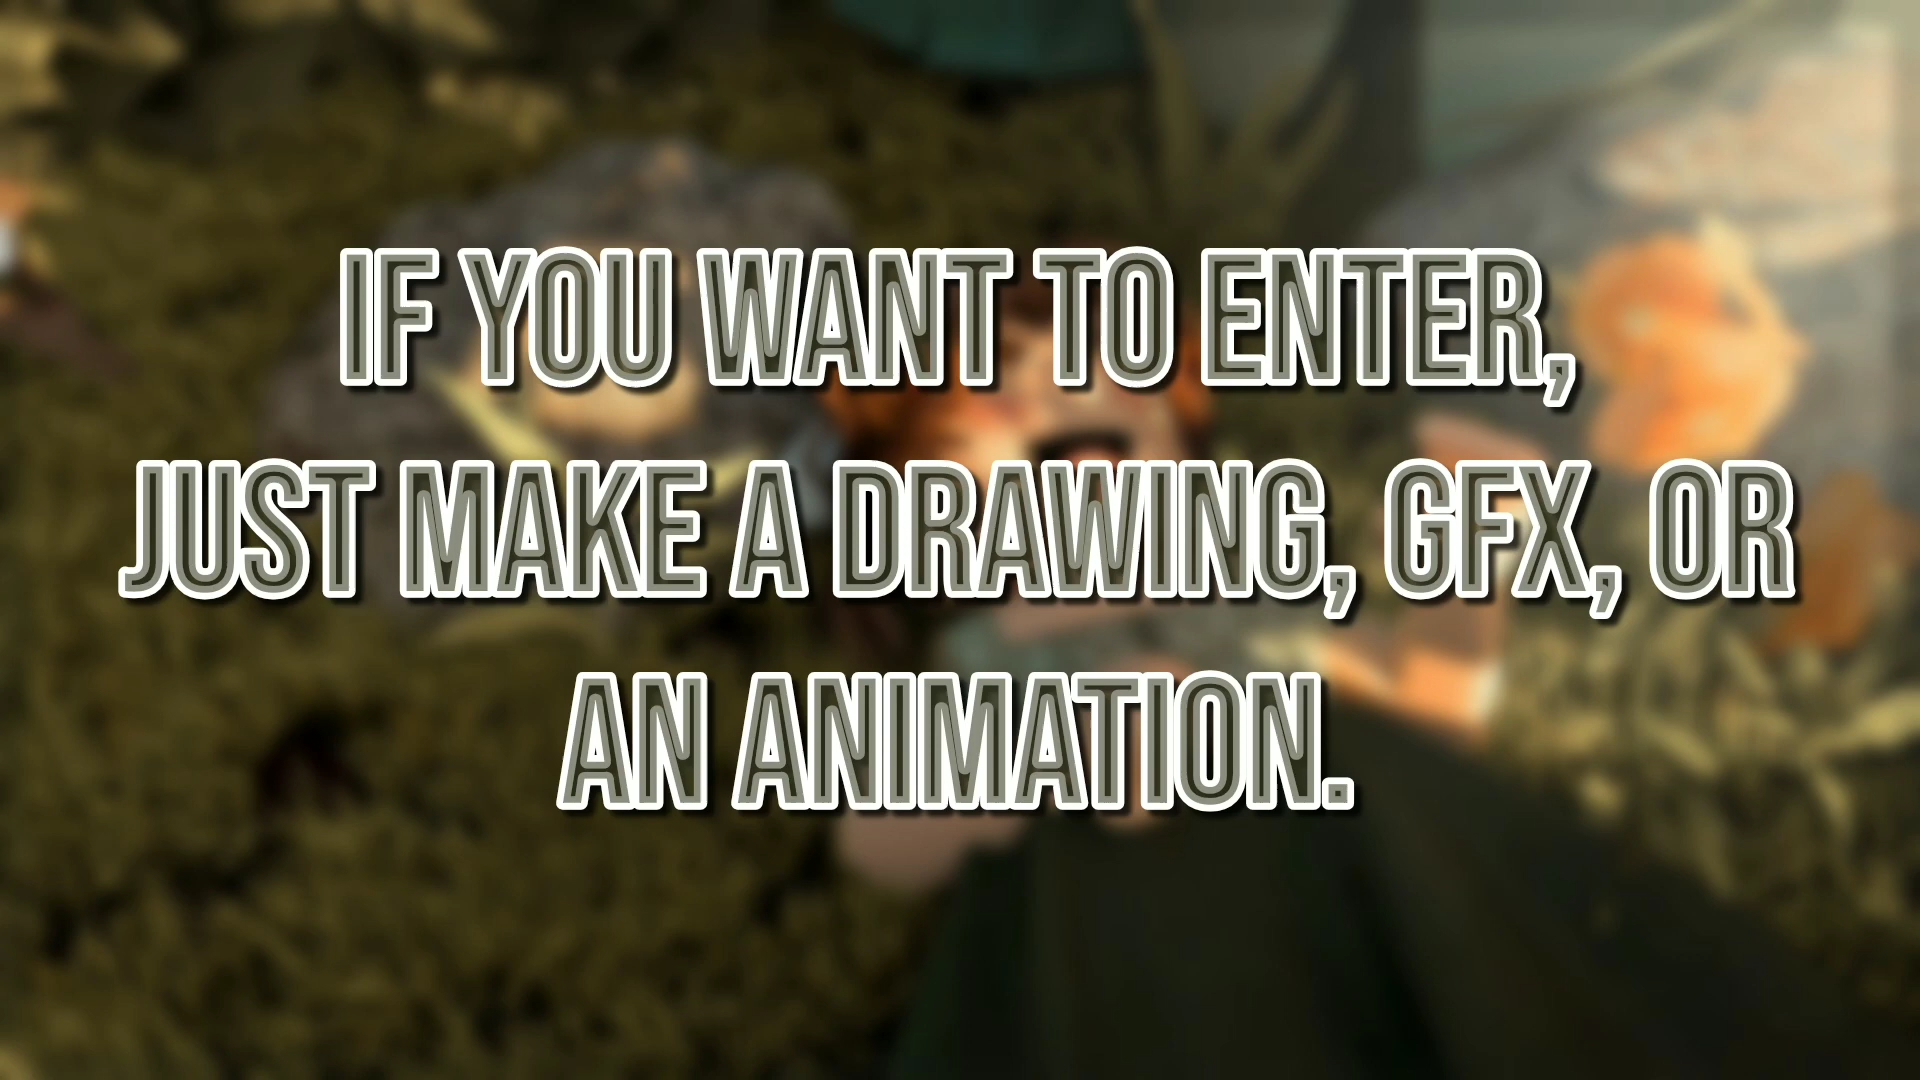 IF YOU WANT TO ENTER,
JUST MAKE A DRAWING, GFX, OR
AN ANIMATION.